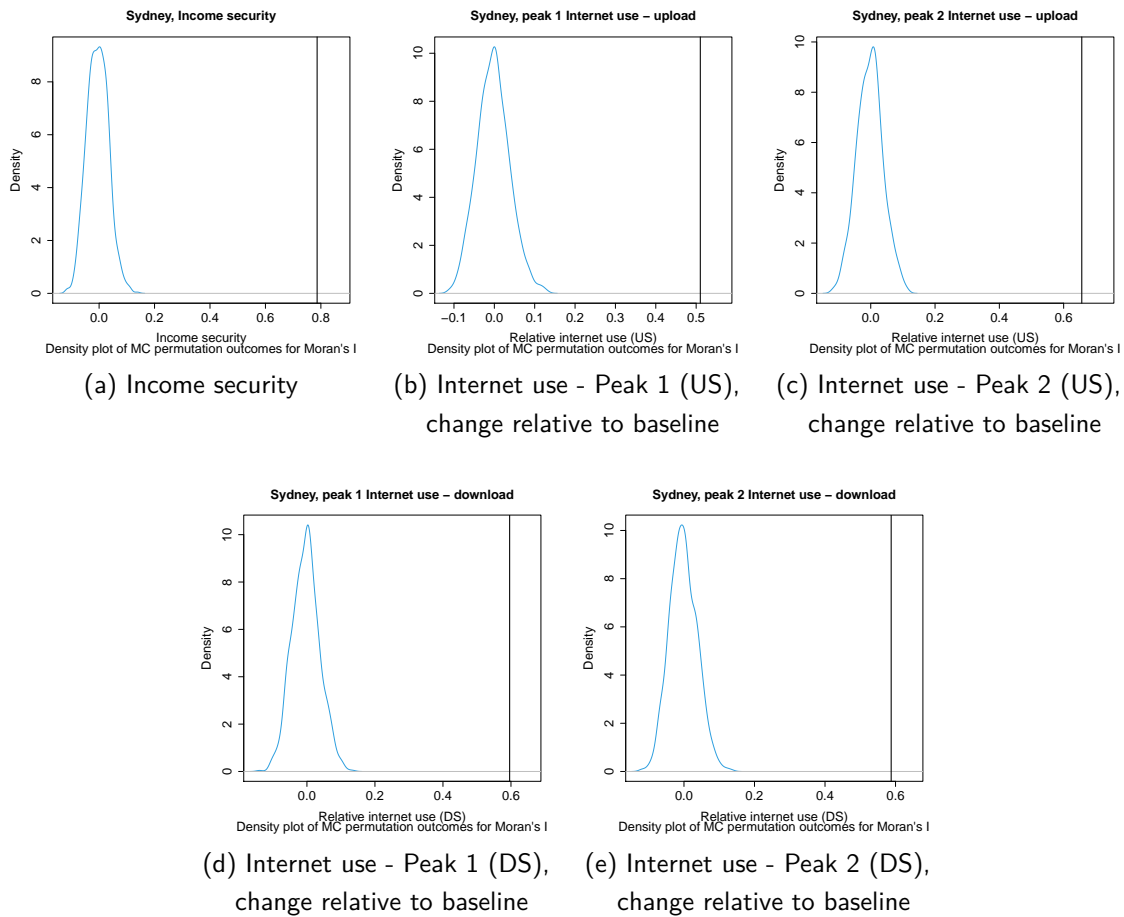 Sydney, Income security
Density
0 2 4 6 8
0.0 0.2 0.4 0.6 0.8
Income security
Density plot of MC permutation outcomes for Moran's I
(a) Income security
Sydney, peak 1 Internet use – upload
Density
0 2 4 6 8 10
−0.1 0.0 0.1 0.2 0.3 0.4 0.5
Relative internet use (US)
Density plot of MC permutation outcomes for Moran's I
(b) Internet use - Peak 1 (US),
change relative to baseline
Sydney, peak 2 Internet use – upload
Density
0 2 4 6 8 10
0.0 0.2 0.4 0.6
Relative internet use (US)
Density plot of MC permutation outcomes for Moran's I
(c) Internet use - Peak 2 (US),
change relative to baseline
Sydney, peak 1 Internet use – download
Density
0 2 4 6 8 10
0.0 0.2 0.4 0.6
Relative internet use (DS)
Density plot of MC permutation outcomes for Moran's I
(d) Internet use - Peak 1 (DS),
change relative to baseline
Sydney, peak 2 Internet use – download
Density
0 2 4 6 8 10
0.0 0.2 0.4 0.6
Relative internet use (DS)
Density plot of MC permutation outcomes for Moran's I
(e) Internet use - Peak 2 (DS),
change relative to baseline